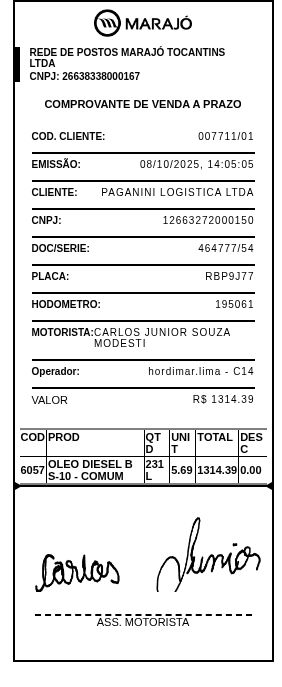 MARAJÓ
REDE DE POSTOS MARAJÓ TOCANTINS
LTDA
CNPJ: 26638338000167
COMPROVANTE DE VENDA A PRAZO
COD. CLIENTE: 007711/01
EMISSÃO: 08/10/2025, 14:05:05
CLIENTE: PAGANINI LOGISTICA LTDA
CNPJ: 12663272000150
DOC/SERIE: 464777/54
PLACA: RBP9J77
HODOMETRO: 195061
MOTORISTA: CARLOS JUNIOR SOUZA
MODESTI
Operador: hordimar.lima - C14
VALOR R$ 1314.39
COD PROD QT UNI TOTAL DES
D T C
6057 OLEO DIESEL B 231 5.69 1314.39 0.00
S-10 - COMUM L
Carlos Junior
ASS. MOTORISTA